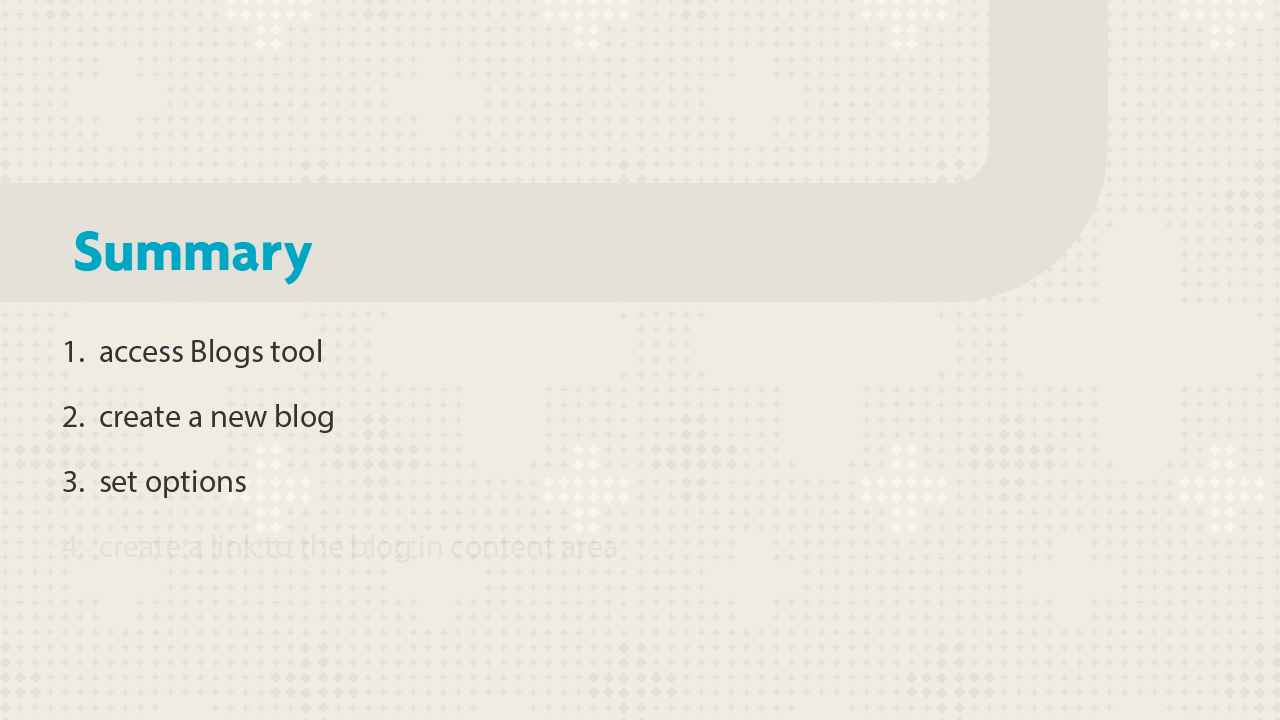 Summary
1. access Blogs tool
2. create a new blog
3. set options
4. create a link to the blog in content area